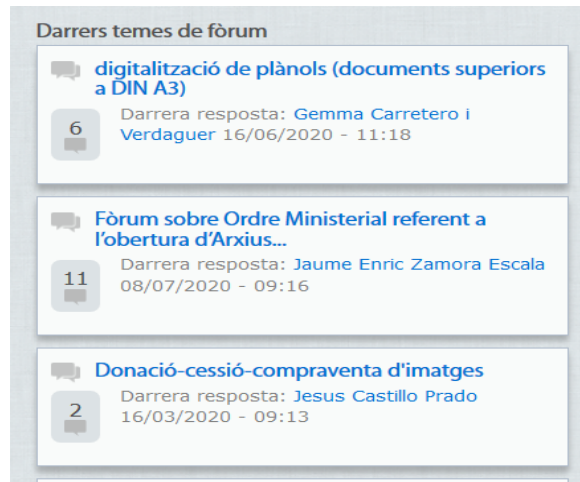 Darrers temes de fòrum
digitalització de plànols (documents superiors
a DIN A3)
6
Darrera resposta: Gemma Carretero i
Verdaguer 16/06/2020 - 11:18
Fòrum sobre Ordre Ministerial referent a
l’obertura d’Arxius...
11
Darrera resposta: Jaume Enric Zamora Escala
08/07/2020 - 09:16
Donació-cessió-compraventa d'imatges
2
Darrera resposta: Jesus Castillo Prado
16/03/2020 - 09:13